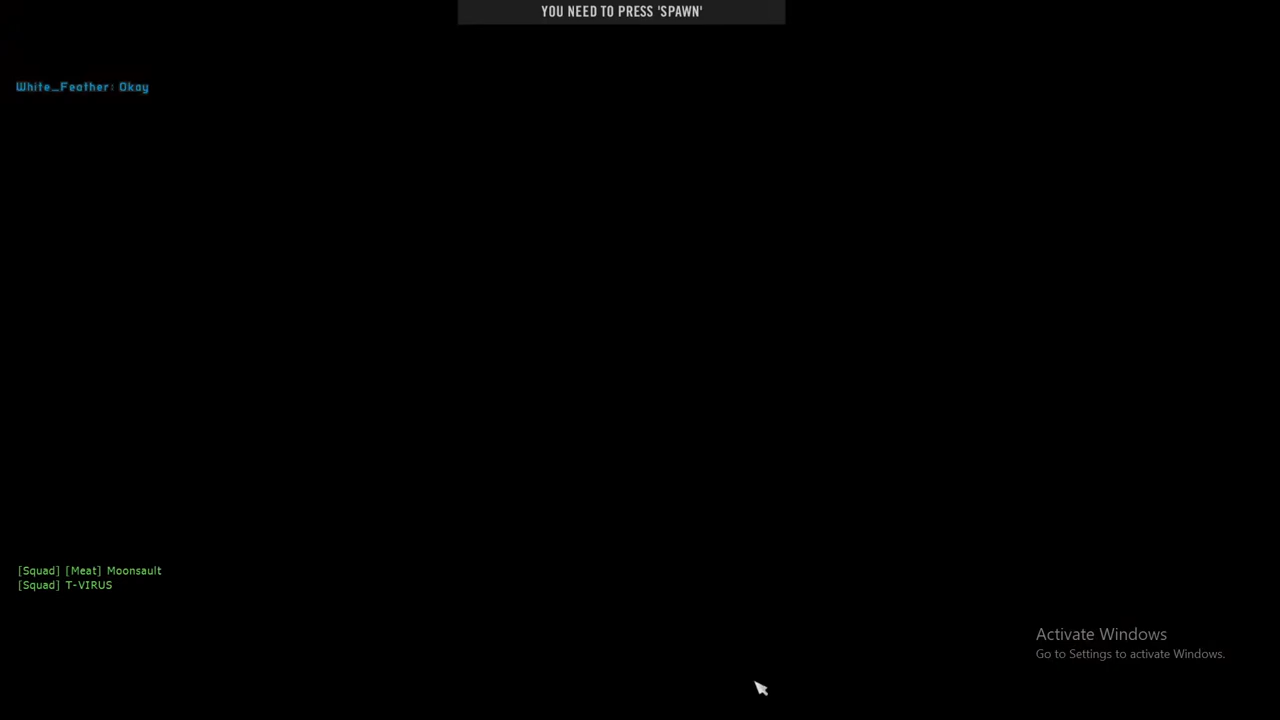 YOU NEED TO PRESS 'SPAWN'
White_Feather: Okay
[Squad] [Meat] Moonsault
[Squad] T-VIRUS
Activate Windows
Go to Settings to activate Windows.